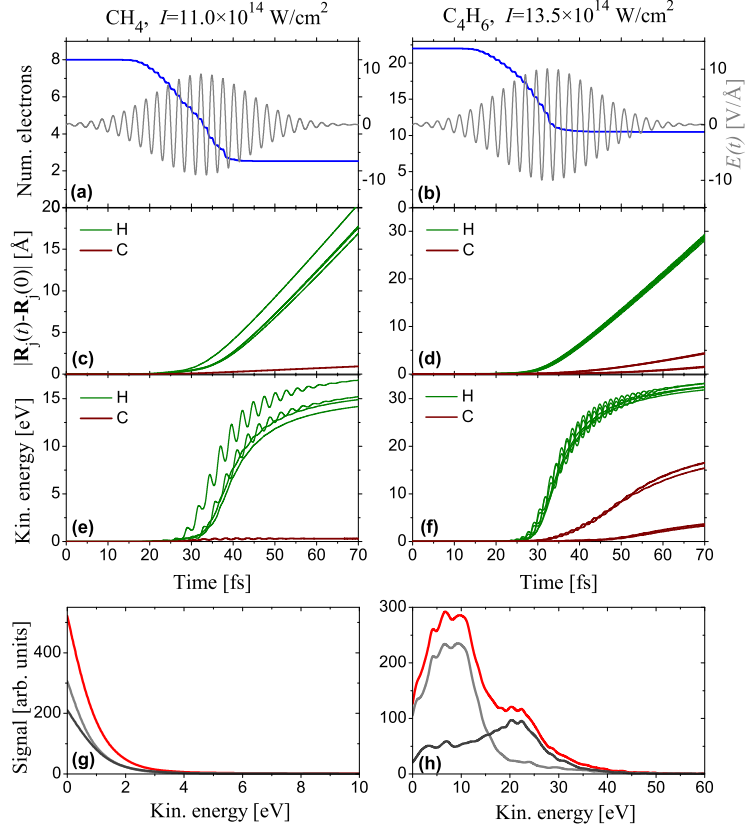 CH4, I=11.0×10^14 W/cm^2
C4H6, I=13.5×10^14 W/cm^2
Num. electrons
8
6
4
2
10
0
-10
(a)
20
15
10
5
0
10
0
-10
E(t) [V/Å]
(b)
|Rj(t)-Rj(0)| [Å]
20
15
10
5
0
H
C
(c)
30
20
10
0
H
C
(d)
Kin. energy [eV]
15
10
5
0
H
C
(e)
0 10 20 30 40 50 60 70
Time [fs]
30
20
10
0
H
C
(f)
0 10 20 30 40 50 60 70
Time [fs]
Signal [arb. units]
400
200
0
(g)
0 2 4 6 8 10
Kin. energy [eV]
300
200
100
0
(h)
0 10 20 30 40 50 60
Kin. energy [eV]